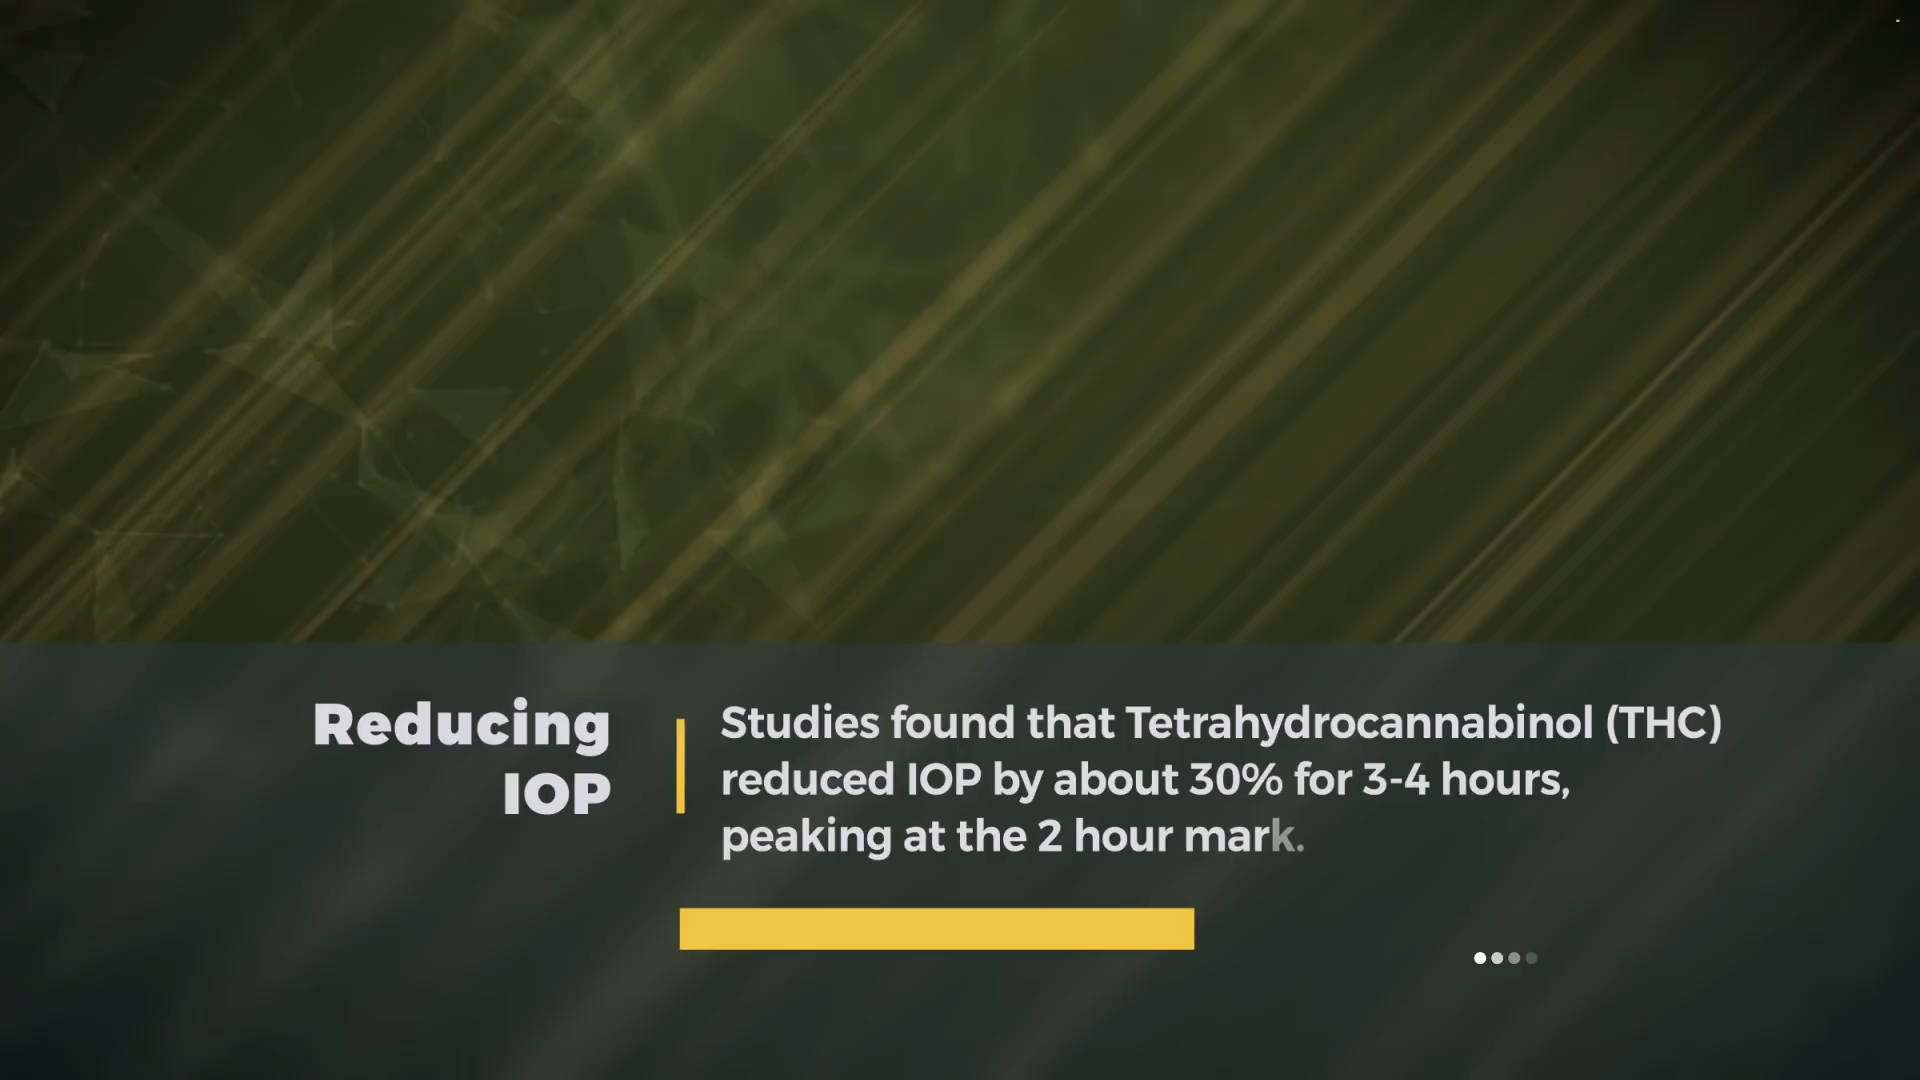 Reducing
IOP
Studies found that Tetrahydrocannabinol (THC)
reduced IOP by about 30% for 3-4 hours,
peaking at the 2 hour mark.